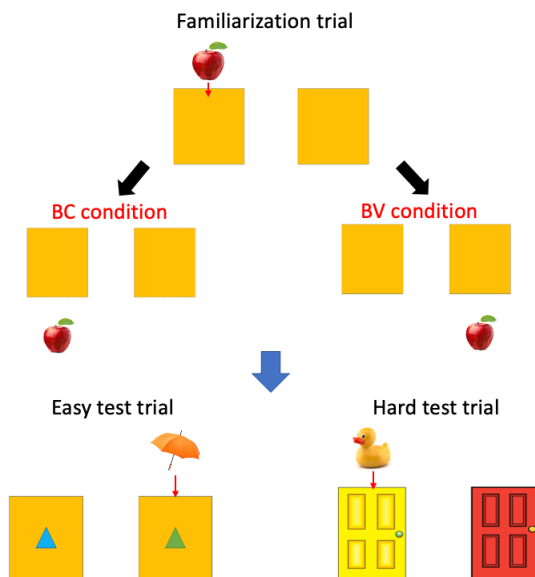 Familiarization trial
BC condition
BV condition
Easy test trial
Hard test trial